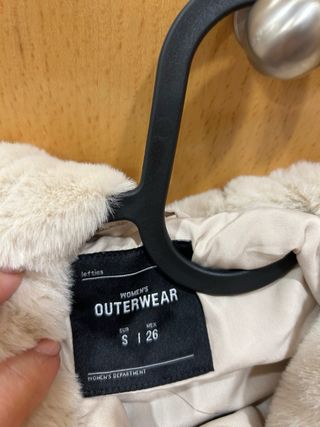 lefties
WOMEN'S
OUTERWEAR
EUR MEX
S | 26
WOMEN'S DEPARTMENT